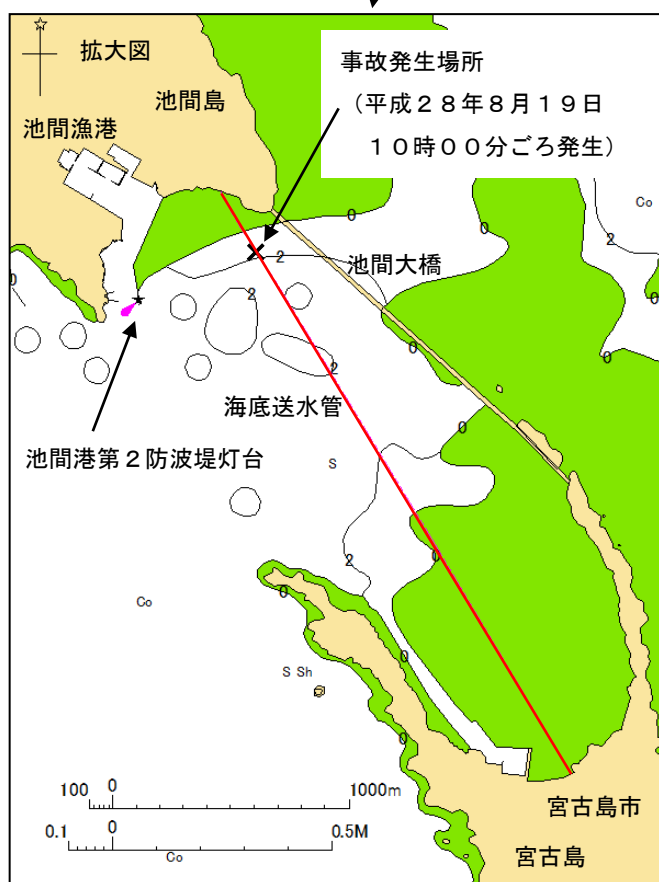 拡大図
事故発生場所
（平成２８年８月１９日
１０時００分ごろ発生）
池間島
池間漁港
Co
0
0
2
2
池間大橋
0
0
2
0
0
2
海底送水管
0
池間港第２防波堤灯台
S
0
2
0
Co
0
S Sh
0
100 0 1000m
0.1 0 0.5M
Co
宮古島市
宮古島